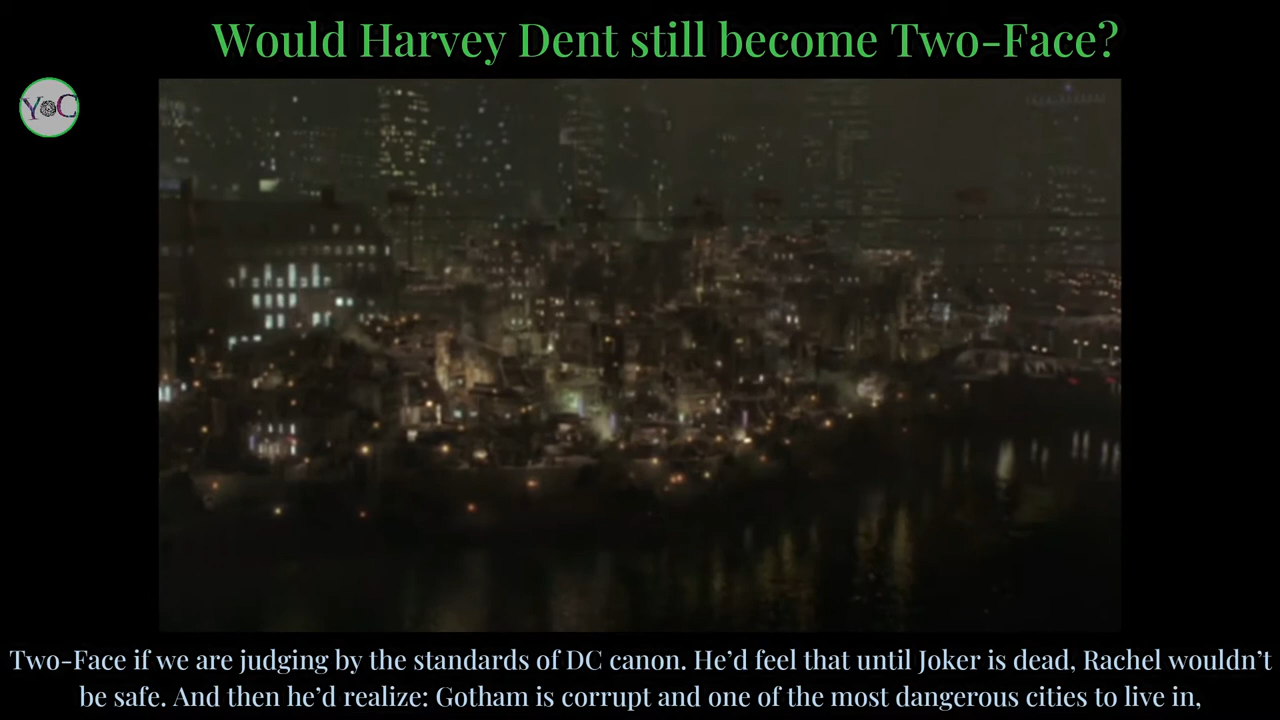 Would Harvey Dent still become Two-Face?
YC
Two-Face if we are judging by the standards of DC canon. He’d feel that until Joker is dead, Rachel wouldn’t
be safe. And then he’d realize: Gotham is corrupt and one of the most dangerous cities to live in,